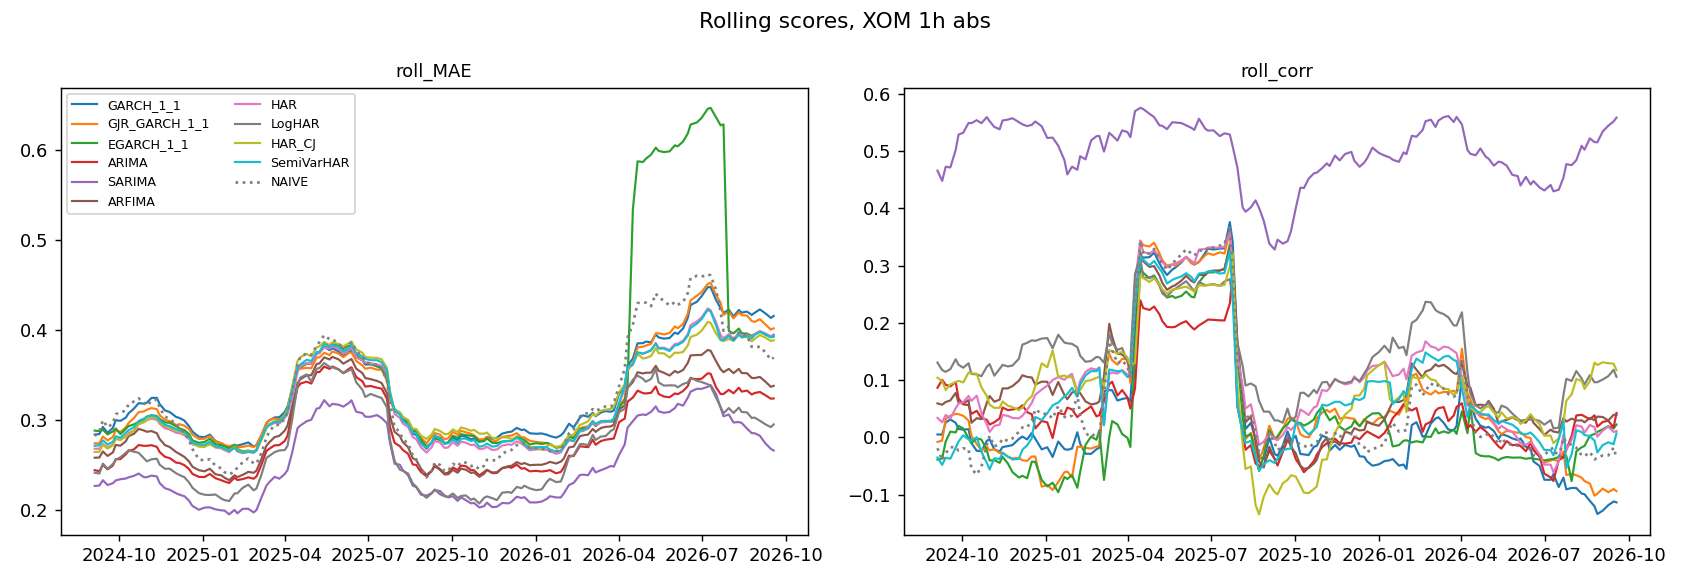 Rolling scores, XOM 1h abs
roll_MAE
GARCH_1_1
GJR_GARCH_1_1
EGARCH_1_1
ARIMA
SARIMA
ARFIMA
HAR
LogHAR
HAR_CJ
SemiVarHAR
NAIVE
0.6
0.5
0.4
0.3
0.2
2024-10 2025-01 2025-04 2025-07 2025-10 2026-01 2026-04 2026-07 2026-10
roll_corr
0.6
0.5
0.4
0.3
0.2
0.1
0.0
−0.1
2024-10 2025-01 2025-04 2025-07 2025-10 2026-01 2026-04 2026-07 2026-10